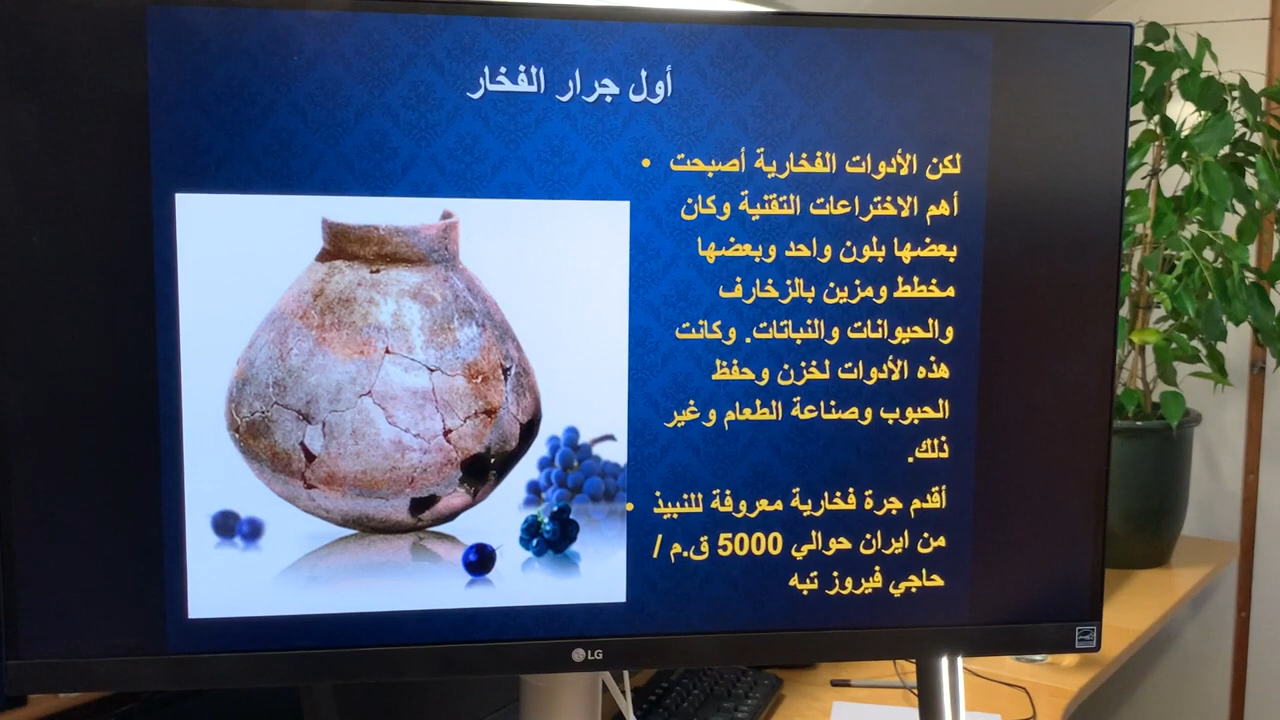 أول جرار الفخار
• لكن الأدوات الفخارية أصبحت
أهم الاختراعات التقنية وكان
بعضها بلون واحد وبعضها
مخطط ومزين بالزخارف
والحيوانات والنباتات. وكانت
هذه الأدوات لخزن وحفظ
الحبوب وصناعة الطعام وغير
ذلك.
• أقدم جرة فخارية معروفة للنبيذ
من ايران حوالي 5000 ق.م /
حاجي فيروز تبه
LG